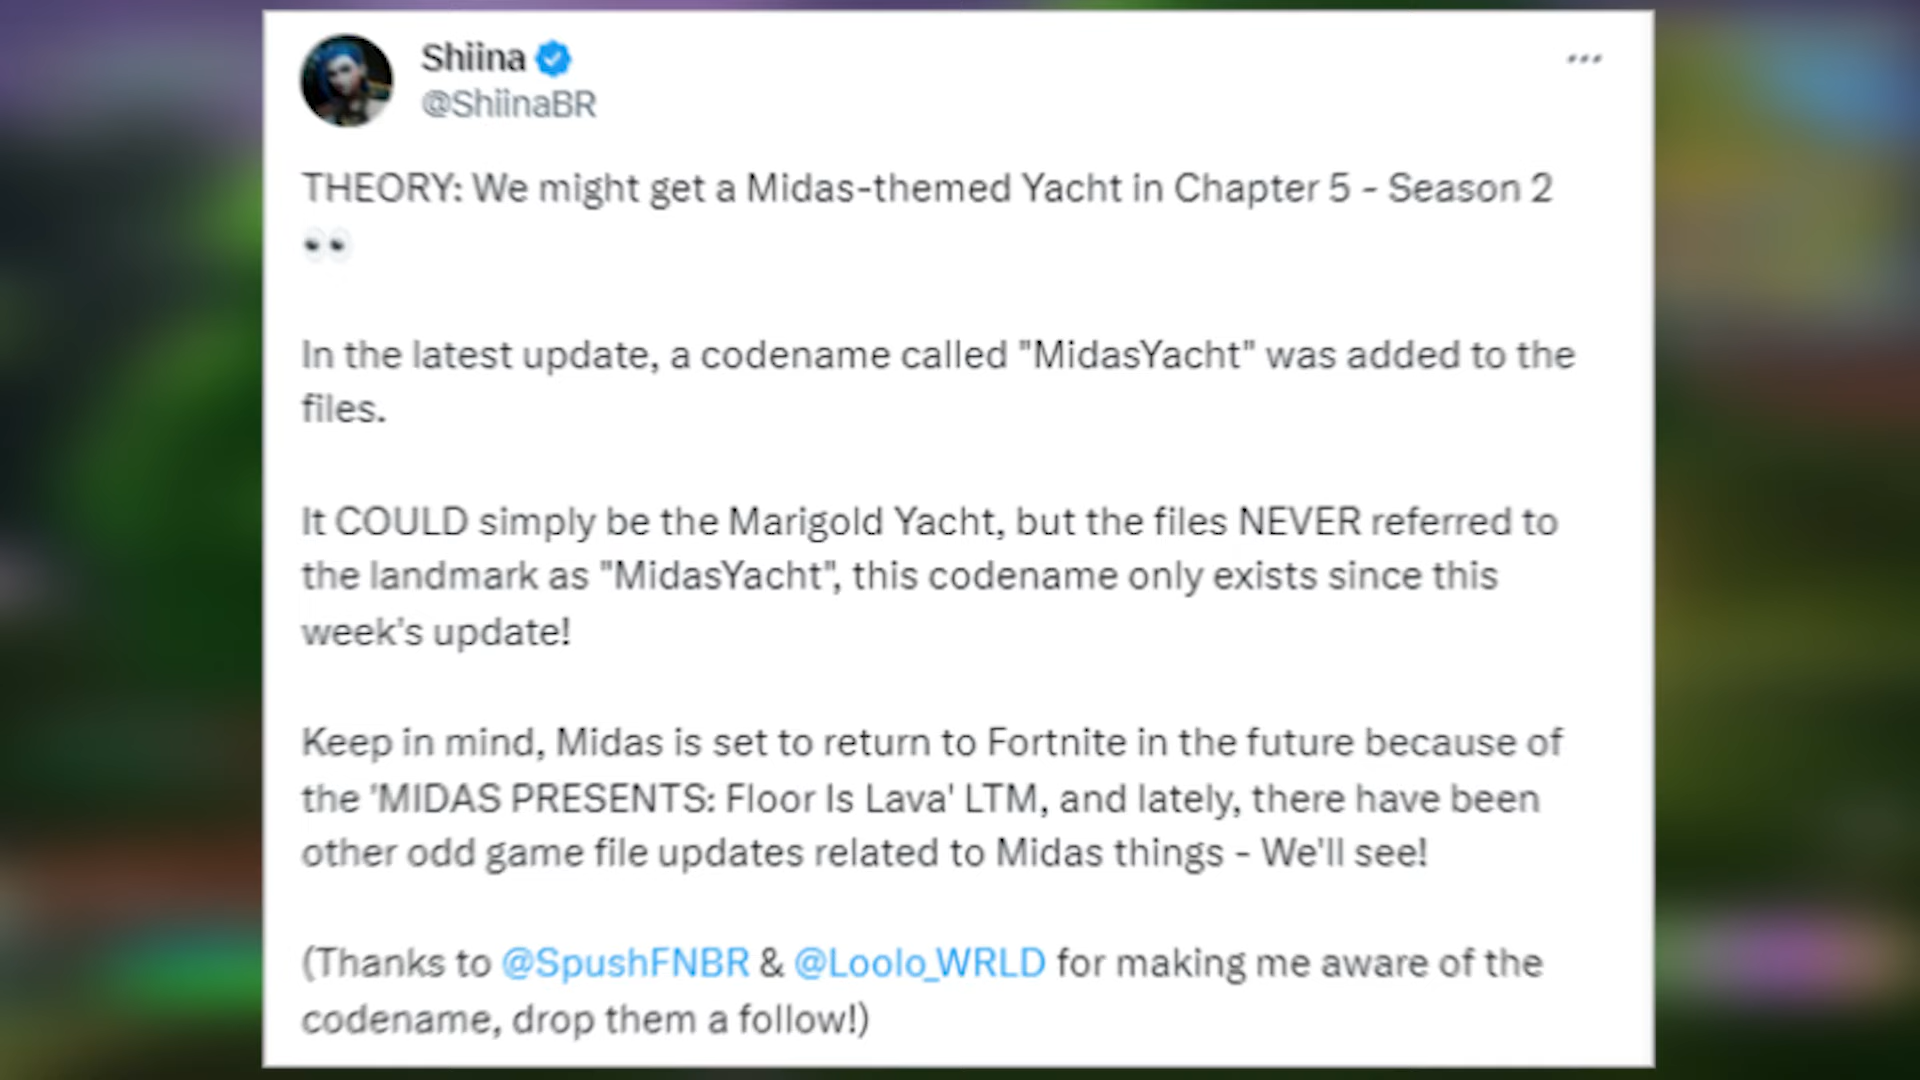 Shiina
@ShiinaBR
THEORY: We might get a Midas-themed Yacht in Chapter 5 - Season 2
👀
In the latest update, a codename called "MidasYacht" was added to the
files.
It COULD simply be the Marigold Yacht, but the files NEVER referred to
the landmark as "MidasYacht", this codename only exists since this
week's update!
Keep in mind, Midas is set to return to Fortnite in the future because of
the 'MIDAS PRESENTS: Floor Is Lava' LTM, and lately, there have been
other odd game file updates related to Midas things - We'll see!
(Thanks to @SpushFNBR & @Loolo_WRLD for making me aware of the
codename, drop them a follow!)